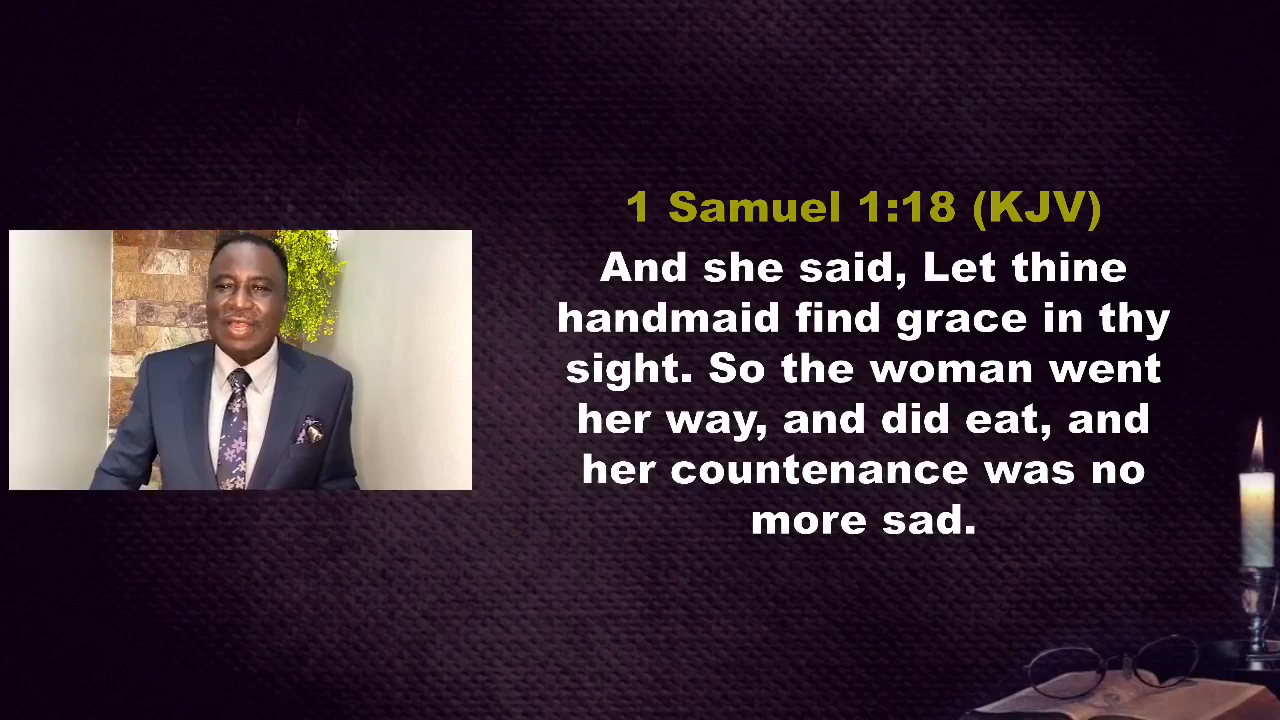 1 Samuel 1:18 (KJV)
And she said, Let thine
handmaid find grace in thy
sight. So the woman went
her way, and did eat, and
her countenance was no
more sad.